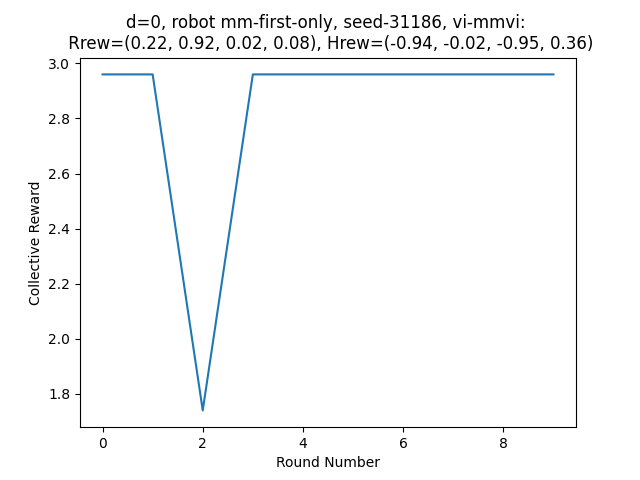 d=0, robot mm-first-only, seed-31186, vi-mmvi:
Rrew=(0.22, 0.92, 0.02, 0.08), Hrew=(-0.94, -0.02, -0.95, 0.36)
3.0
2.8
2.6
2.4
2.2
2.0
1.8
Collective Reward
0 2 4 6 8
Round Number